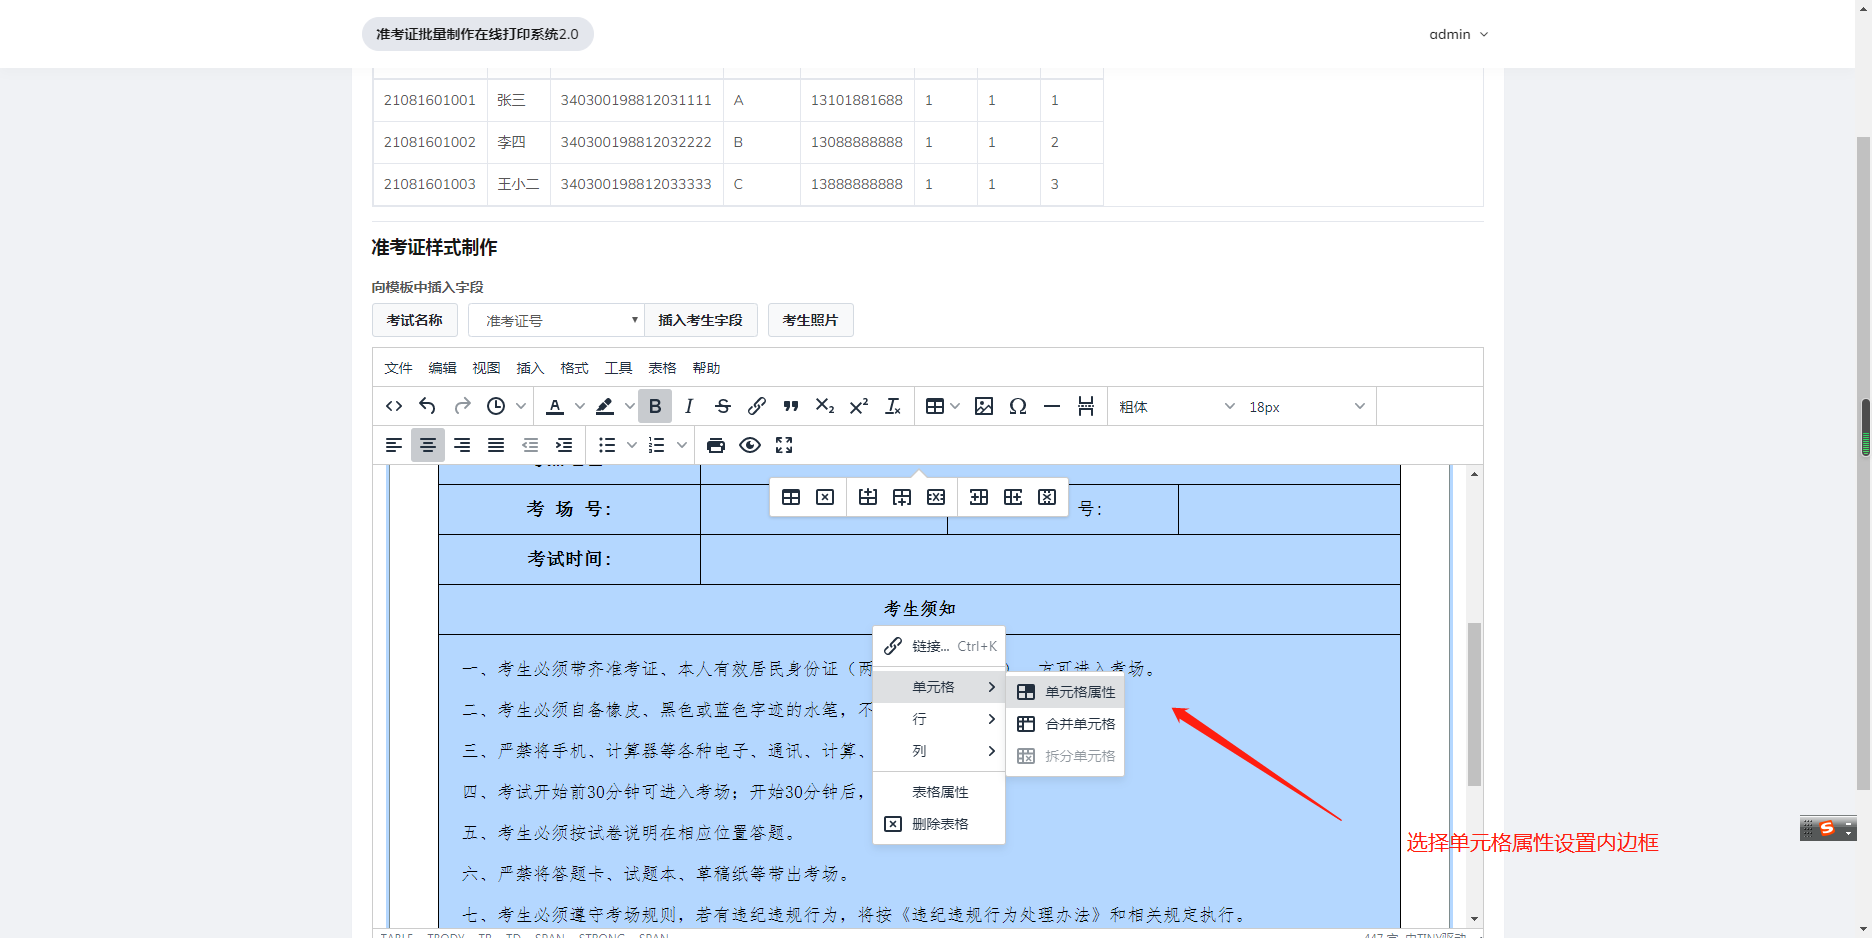 准考证批量制作在线打印系统2.0
admin
21081601001 张三 340300198812031111 A 13101881688 1 1 1
21081601002 李四 340300198812032222 B 13088888888 1 1 2
21081601003 王小二 340300198812033333 C 13888888888 1 1 3
准考证样式制作
向模板中插入字段
考试名称 准考证号 插入考生字段 考生照片
文件 编辑 视图 插入 格式 工具 表格 帮助
粗体 18px
考 场 号：
号：
考试时间：
考生须知
链接... Ctrl+K
一、考生必须带齐准考证、本人有效居民身份证（两
），方可进入考场。
单元格
单元格属性
二、考生必须自备橡皮、黑色或蓝色字迹的水笔，不
行
合并单元格
三、严禁将手机、计算器等各种电子、通讯、计算、
列
拆分单元格
四、考试开始前30分钟可进入考场；开始30分钟后，
表格属性
五、考生必须按试卷说明在相应位置答题。
删除表格
选择单元格属性设置内边框
六、严禁将答题卡、试题本、草稿纸等带出考场。
七、考生必须遵守考场规则，若有违纪违规行为，将按《违纪违规行为处理办法》和相关规定执行。
TABLE TBODY TR TD SPAN STRONG SPAN
447 字 由TINY驱动